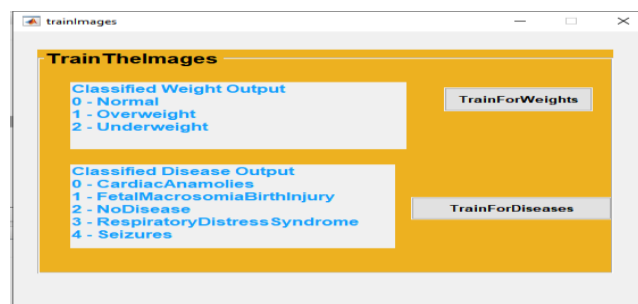 trainImages
TrainTheImages
Classified Weight Output
0 - Normal
1 - Overweight
2 - Underweight
TrainForWeights
Classified Disease Output
0 - CardiacAnamolies
1 - FetalMacrosomiaBirthInjury
2 - NoDisease
3 - RespiratoryDistressSyndrome
4 - Seizures
TrainForDiseases